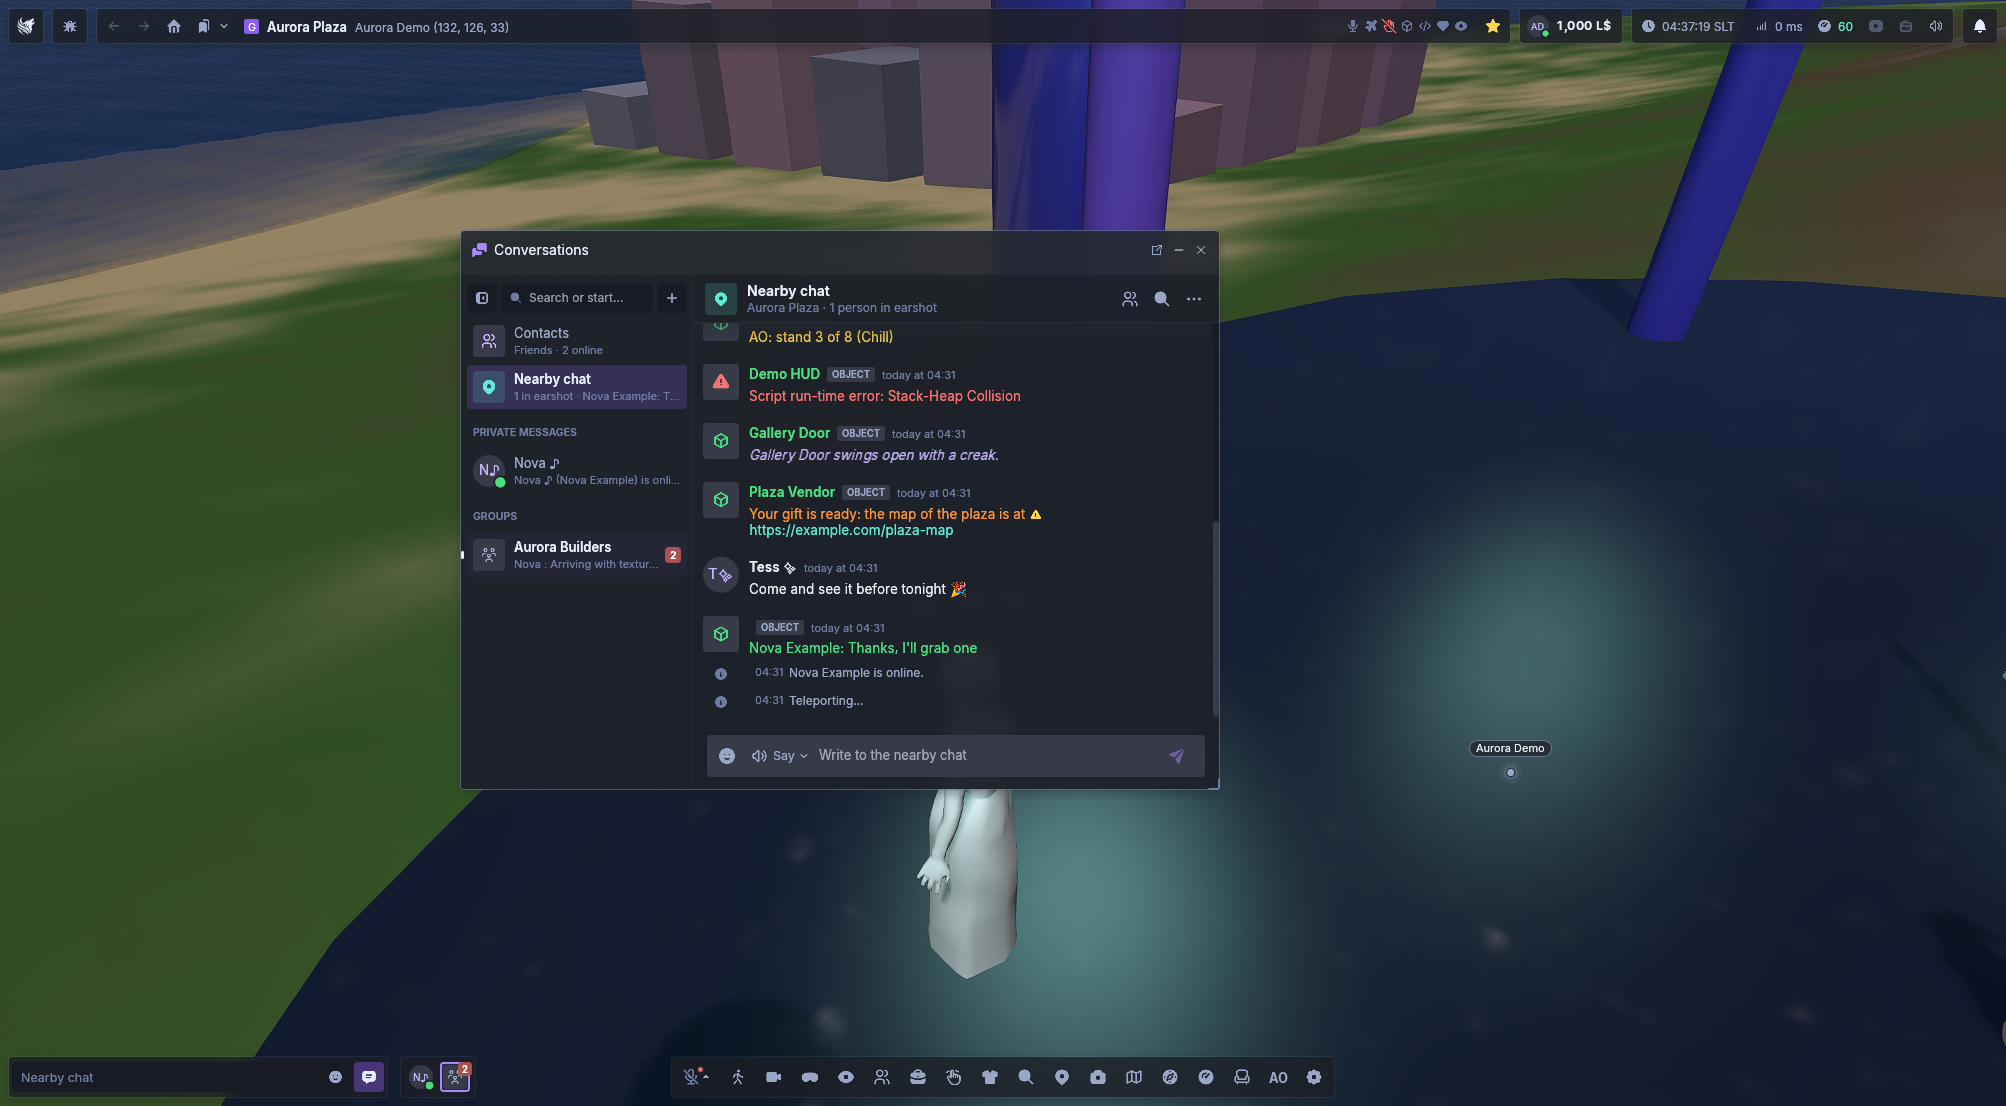 G Aurora Plaza Aurora Demo (132, 126, 33)
AD 1,000 L$
04:37:19 SLT 0 ms 60
Conversations
Search or start...
Contacts
Friends · 2 online
Nearby chat
1 in earshot · Nova Example: T...
PRIVATE MESSAGES
N♪ Nova ♪
Nova ♪ (Nova Example) is onli...
GROUPS
Aurora Builders
Nova : Arriving with textur...
2
Nearby chat
Aurora Plaza · 1 person in earshot
AO: stand 3 of 8 (Chill)
Demo HUD OBJECT today at 04:31
Script run-time error: Stack-Heap Collision
Gallery Door OBJECT today at 04:31
Gallery Door swings open with a creak.
Plaza Vendor OBJECT today at 04:31
Your gift is ready: the map of the plaza is at ⚠
https://example.com/plaza-map
T✨ Tess ✨ today at 04:31
Come and see it before tonight 🎉
OBJECT today at 04:31
Nova Example: Thanks, I'll grab one
04:31 Nova Example is online.
04:31 Teleporting...
Say Write to the nearby chat
Aurora Demo
Nearby chat
N♪ 2
AO